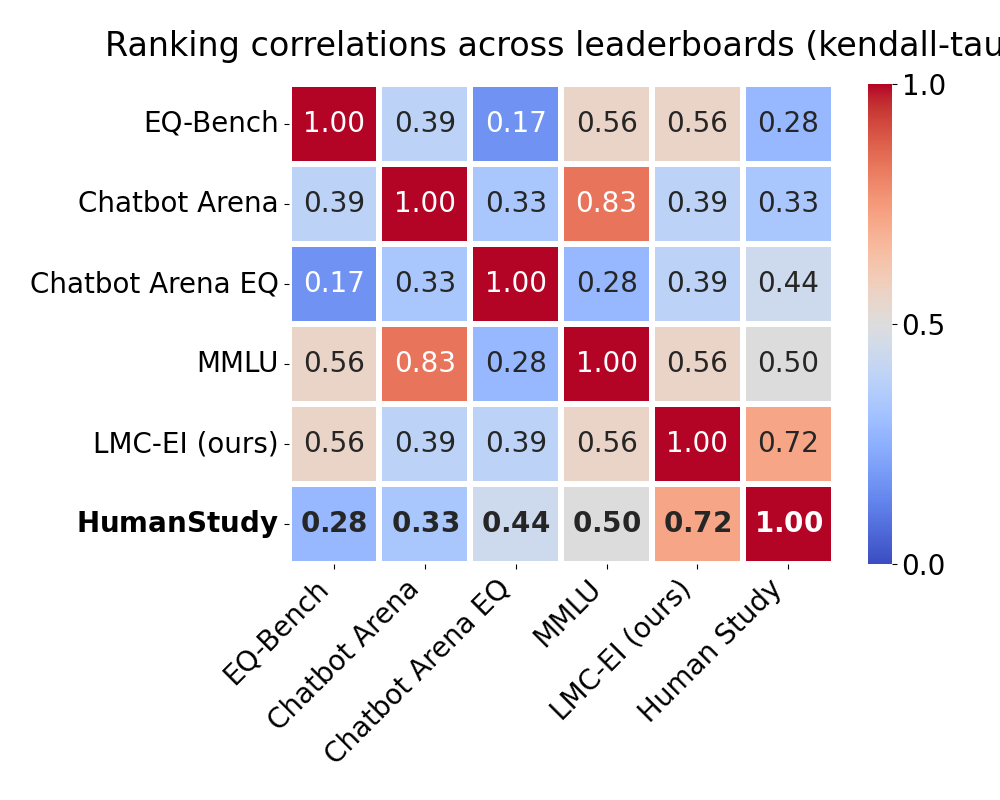 Ranking correlations across leaderboards (kendall-tau
EQ-Bench 1.00 0.39 0.17 0.56 0.56 0.28
Chatbot Arena 0.39 1.00 0.33 0.83 0.39 0.33
Chatbot Arena EQ 0.17 0.33 1.00 0.28 0.39 0.44
MMLU 0.56 0.83 0.28 1.00 0.56 0.50
LMC-EI (ours) 0.56 0.39 0.39 0.56 1.00 0.72
HumanStudy 0.28 0.33 0.44 0.50 0.72 1.00
EQ-Bench
Chatbot Arena
Chatbot Arena EQ
MMLU
LMC-EI (ours)
Human Study
1.0
0.5
0.0